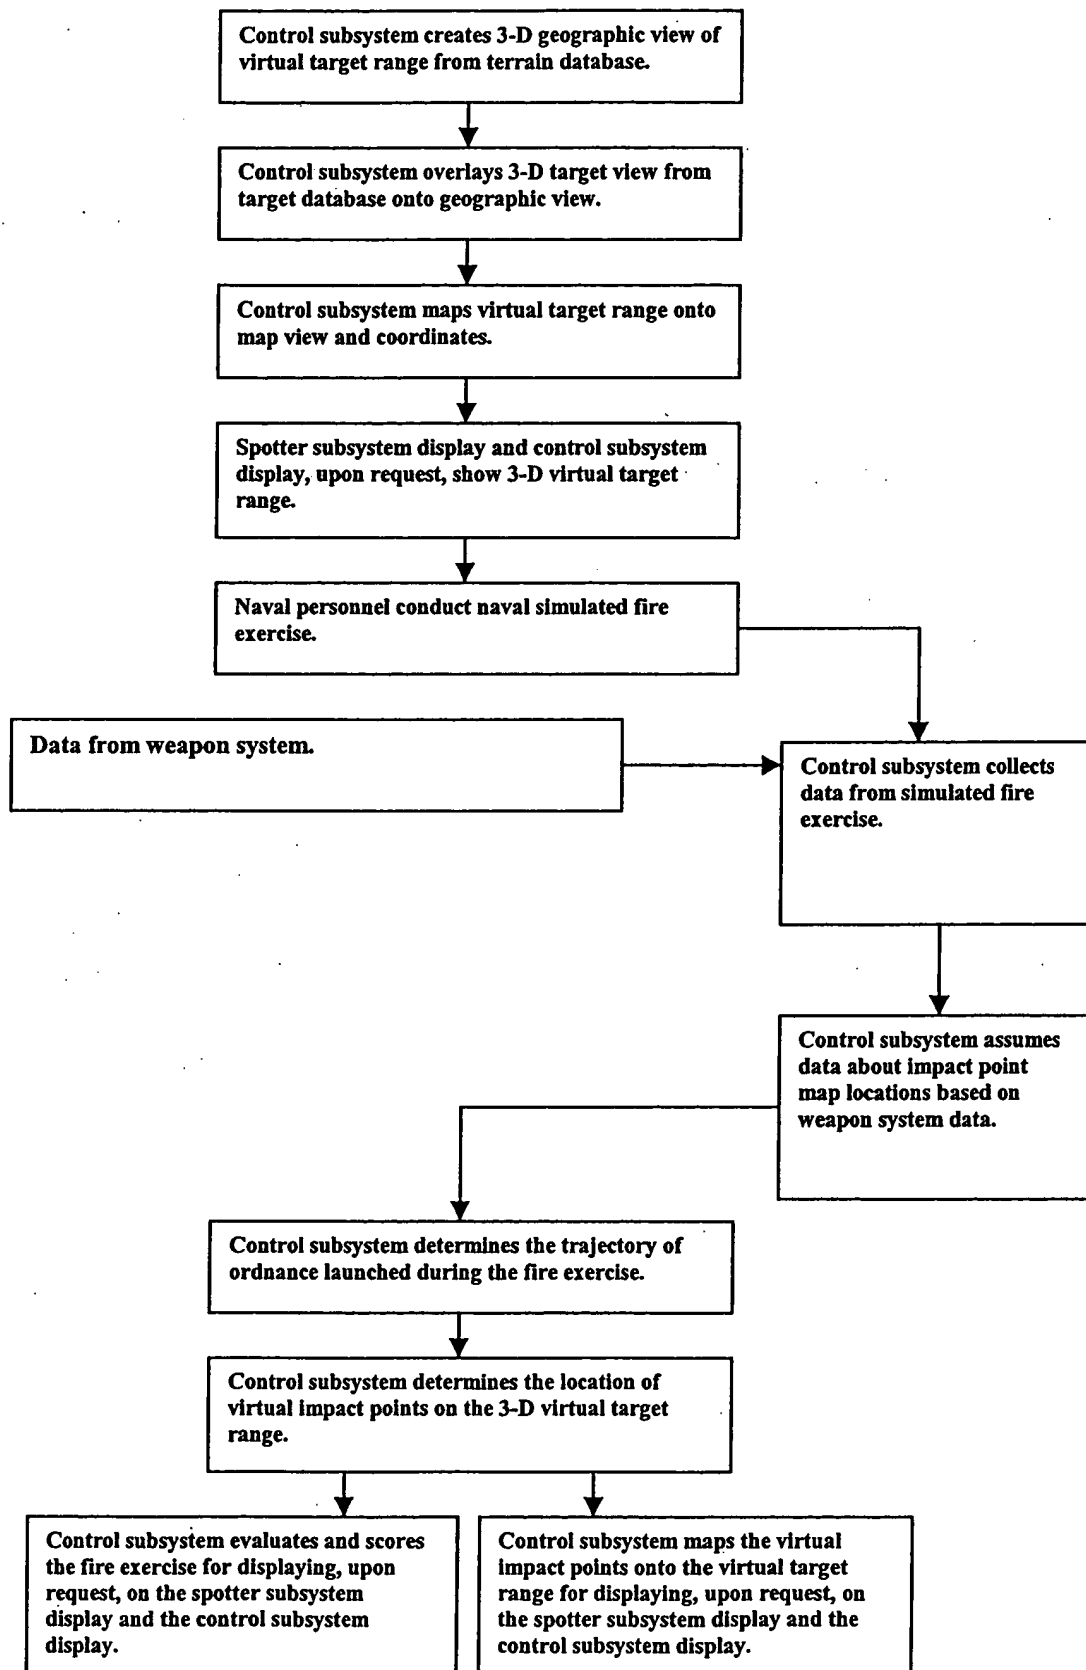 Control subsystem creates 3-D geographic view of
virtual target range from terrain database.
Control subsystem overlays 3-D target view from
target database onto geographic view.
Control subsystem maps virtual target range onto
map view and coordinates.
Spotter subsystem display and control subsystem
display, upon request, show 3-D virtual target
range.
Naval personnel conduct naval simulated fire
exercise.
Data from weapon system.
Control subsystem collects
data from simulated fire
exercise.
Control subsystem assumes
data about impact point
map locations based on
weapon system data.
Control subsystem determines the trajectory of
ordnance launched during the fire exercise.
Control subsystem determines the location of
virtual impact points on the 3-D virtual target
range.
Control subsystem evaluates and scores
the fire exercise for displaying, upon
request, on the spotter subsystem
display and the control subsystem
display.
Control subsystem maps the virtual
impact points onto the virtual target
range for displaying, upon request, on
the spotter subsystem display and the
control subsystem display.